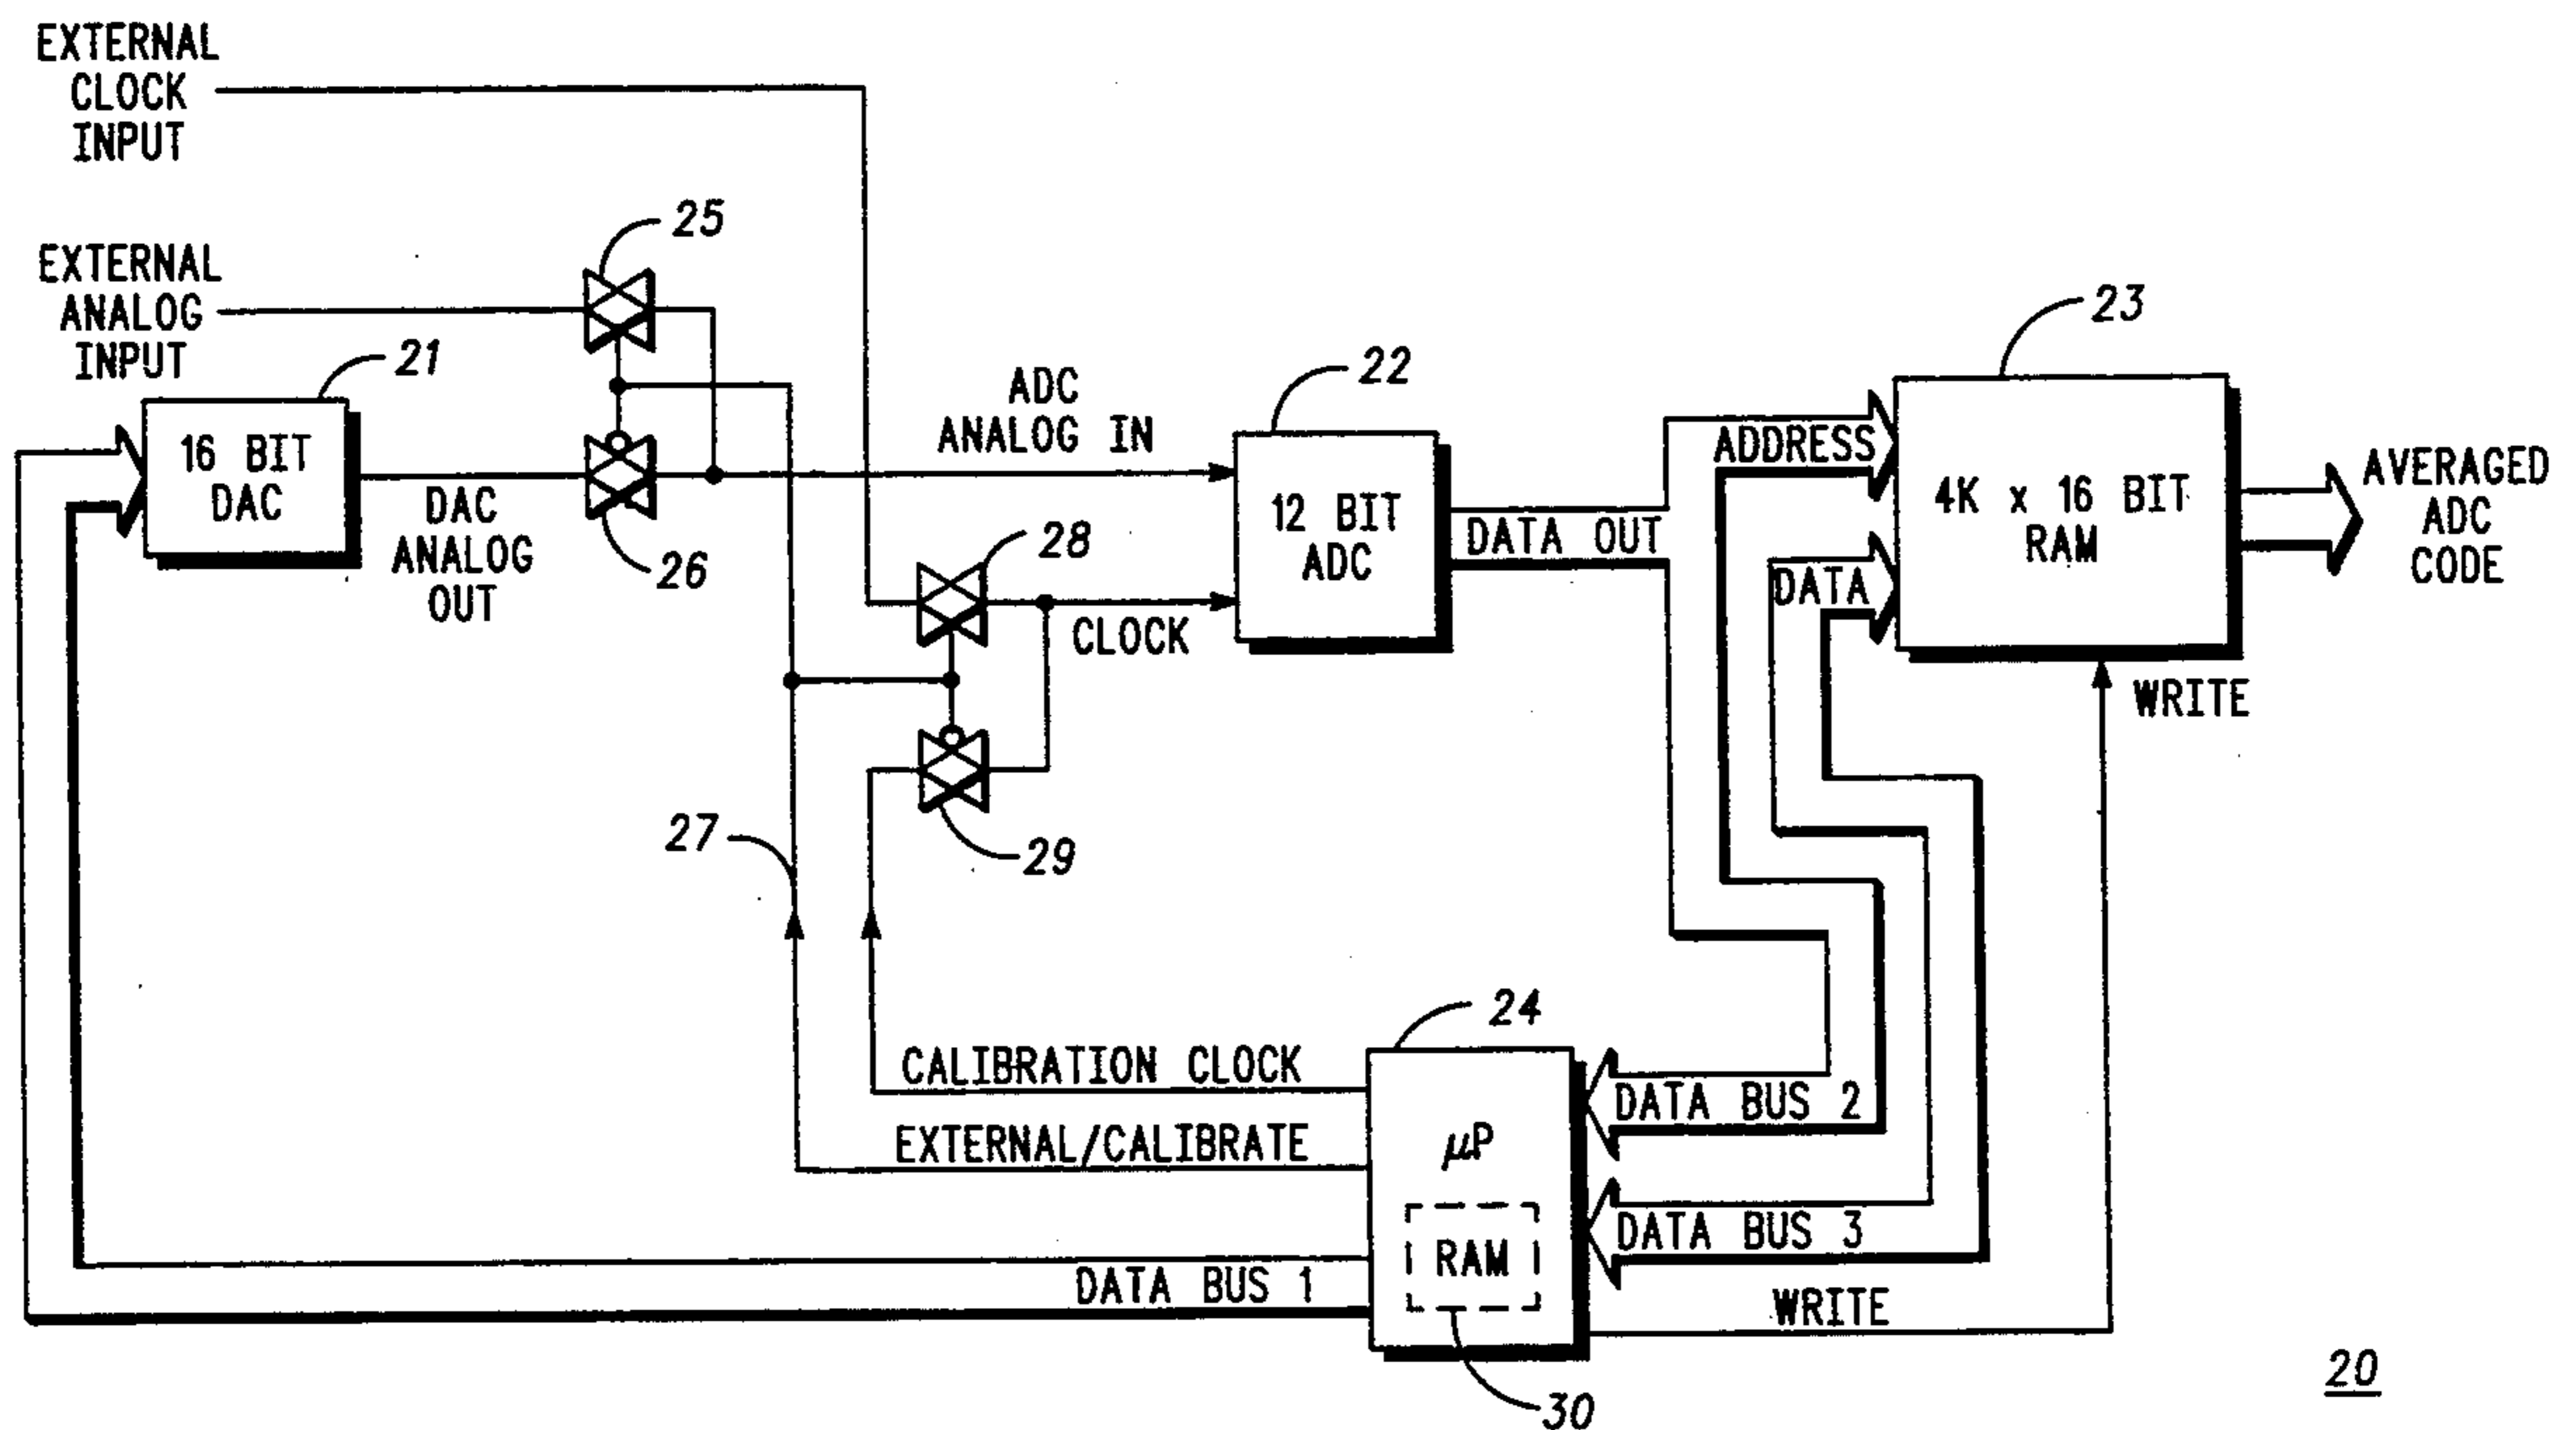 EXTERNAL
CLOCK
INPUT
25
EXTERNAL
ANALOG
INPUT
21
16 BIT
DAC
DAC
ANALOG
OUT
26
ADC
ANALOG IN
28
CLOCK
22
12 BIT
ADC
DATA OUT
ADDRESS
DATA
23
4K x 16 BIT
RAM
AVERAGED
ADC
CODE
WRITE
27
29
24
CALIBRATION CLOCK
EXTERNAL/CALIBRATE
DATA BUS 1
μP
RAM
DATA BUS 2
DATA BUS 3
WRITE
30
20